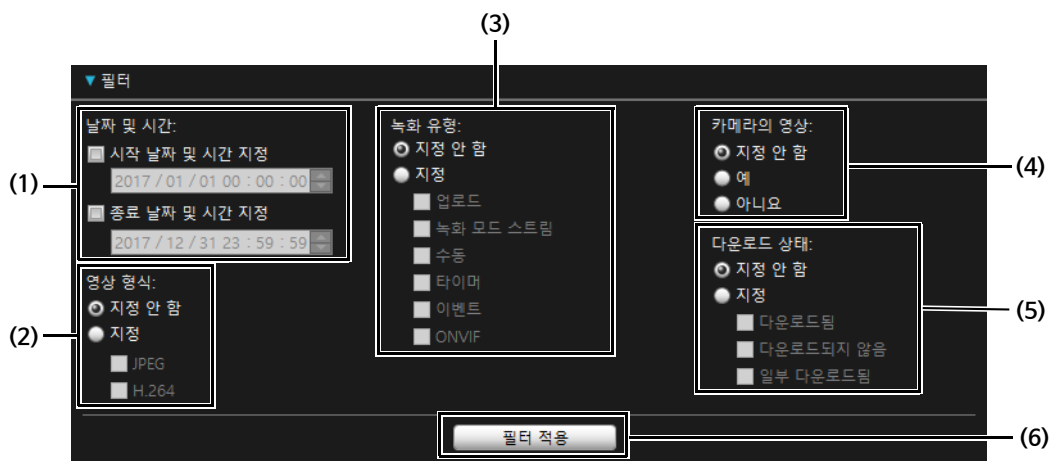 (3)
▼ 필터
날짜 및 시간:
시작 날짜 및 시간 지정
2017 / 01 / 01 00 : 00 : 00
종료 날짜 및 시간 지정
2017 / 12 / 31 23 : 59 : 59
(1)
영상 형식:
지정 안 함
지정
JPEG
H.264
(2)
녹화 유형:
지정 안 함
지정
업로드
녹화 모드 스트림
수동
타이머
이벤트
ONVIF
카메라의 영상:
지정 안 함
예
아니요
(4)
다운로드 상태:
지정 안 함
지정
다운로드됨
다운로드되지 않음
일부 다운로드됨
(5)
필터 적용
(6)